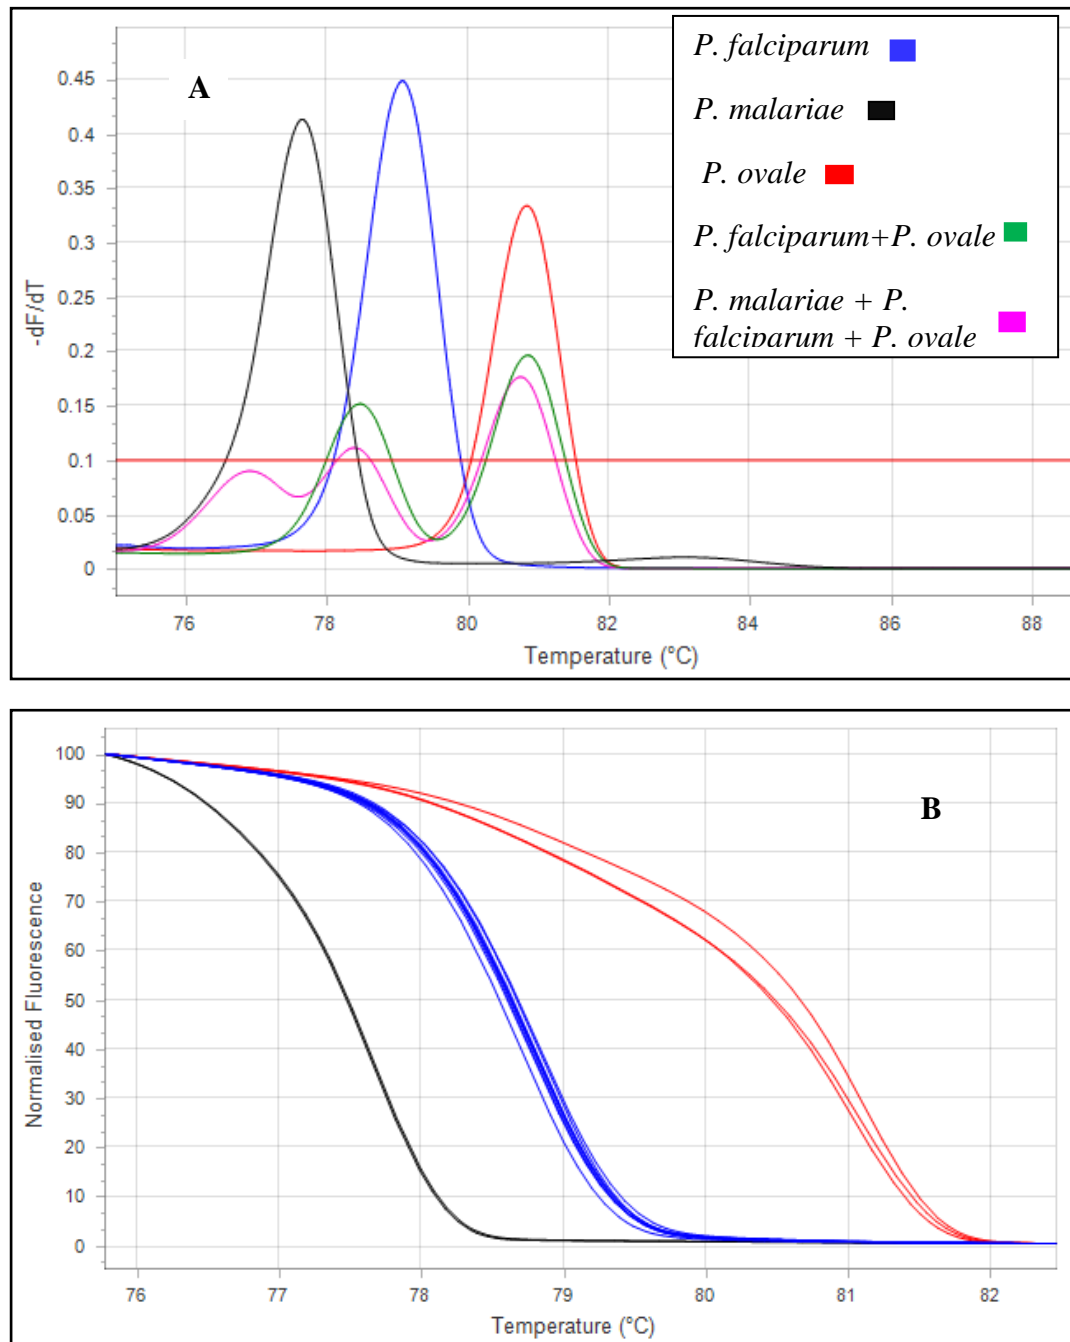 A
P. falciparum
P. malariae
P. ovale
P. falciparum+P. ovale
P. malariae + P.
falciparum + P. ovale
-dF/dT
0.45
0.4
0.35
0.3
0.25
0.2
0.15
0.1
0.05
0
76 78 80 82 84 86 88
Temperature (°C)
B
Normalised Fluorescence
100
90
80
70
60
50
40
30
20
10
0
76 77 78 79 80 81 82
Temperature (°C)